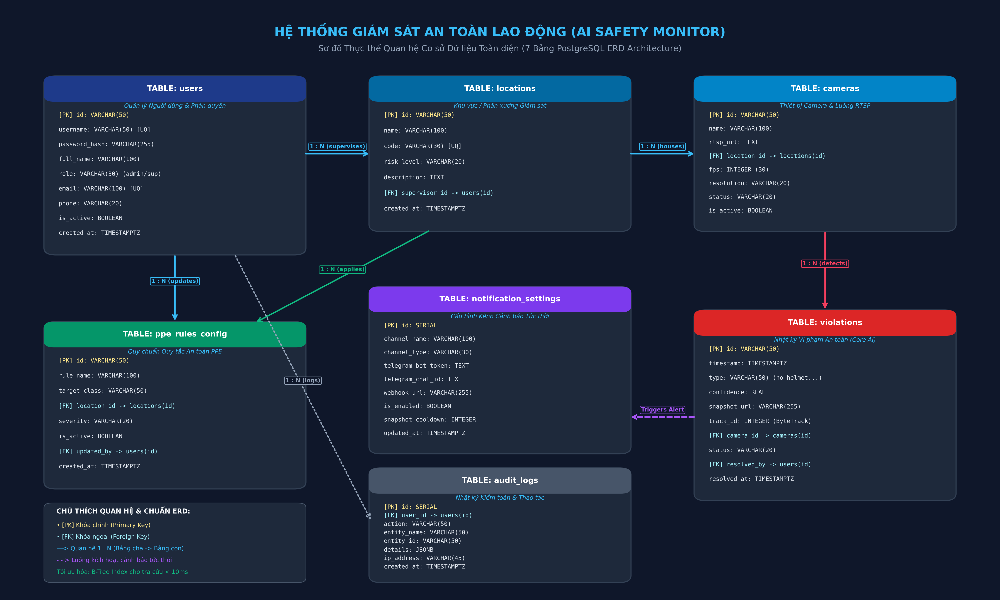 HỆ THỐNG GIÁM SÁT AN TOÀN LAO ĐỘNG (AI SAFETY MONITOR)
Sơ đồ Thực thể Quan hệ Cơ sở Dữ liệu Toàn diện (7 Bảng PostgreSQL ERD Architecture)
TABLE: users
Quản lý Người dùng & Phân quyền
[PK] id: VARCHAR(50)
username: VARCHAR(50) [UQ]
password_hash: VARCHAR(255)
full_name: VARCHAR(100)
role: VARCHAR(30) (admin/sup)
email: VARCHAR(100) [UQ]
phone: VARCHAR(20)
is_active: BOOLEAN
created_at: TIMESTAMPTZ
1 : N (supervises)
TABLE: locations
Khu vực / Phân xưởng Giám sát
[PK] id: VARCHAR(50)
name: VARCHAR(100)
code: VARCHAR(30) [UQ]
risk_level: VARCHAR(20)
description: TEXT
[FK] supervisor_id -> users(id)
created_at: TIMESTAMPTZ
1 : N (houses)
TABLE: cameras
Thiết bị Camera & Luồng RTSP
[PK] id: VARCHAR(50)
name: VARCHAR(100)
rtsp_url: TEXT
[FK] location_id -> locations(id)
fps: INTEGER (30)
resolution: VARCHAR(20)
status: VARCHAR(20)
is_active: BOOLEAN
1 : N (updates)
1 : N (applies)
1 : N (detects)
TABLE: ppe_rules_config
Quy chuẩn Quy tắc An toàn PPE
[PK] id: VARCHAR(50)
rule_name: VARCHAR(100)
target_class: VARCHAR(50)
[FK] location_id -> locations(id)
severity: VARCHAR(20)
is_active: BOOLEAN
[FK] updated_by -> users(id)
created_at: TIMESTAMPTZ
1 : N (logs)
TABLE: notification_settings
Cấu hình Kênh Cảnh báo Tức thời
[PK] id: SERIAL
channel_name: VARCHAR(100)
channel_type: VARCHAR(30)
telegram_bot_token: TEXT
telegram_chat_id: TEXT
webhook_url: VARCHAR(255)
is_enabled: BOOLEAN
snapshot_cooldown: INTEGER
updated_at: TIMESTAMPTZ
Triggers Alert
TABLE: violations
Nhật ký Vi phạm An toàn (Core AI)
[PK] id: VARCHAR(50)
timestamp: TIMESTAMPTZ
type: VARCHAR(50) (no-helmet...)
confidence: REAL
snapshot_url: VARCHAR(255)
track_id: INTEGER (ByteTrack)
[FK] camera_id -> cameras(id)
status: VARCHAR(20)
[FK] resolved_by -> users(id)
resolved_at: TIMESTAMPTZ
TABLE: audit_logs
Nhật ký Kiểm toán & Thao tác
[PK] id: SERIAL
[FK] user_id -> users(id)
action: VARCHAR(50)
entity_name: VARCHAR(50)
entity_id: VARCHAR(50)
details: JSONB
ip_address: VARCHAR(45)
created_at: TIMESTAMPTZ
CHÚ THÍCH QUAN HỆ & CHUẨN ERD:
• [PK] Khóa chính (Primary Key)
• [FK] Khóa ngoại (Foreign Key)
──> Quan hệ 1 : N (Bảng cha -> Bảng con)
- - > Luồng kích hoạt cảnh báo tức thời
Tối ưu hóa: B-Tree Index cho tra cứu < 10ms